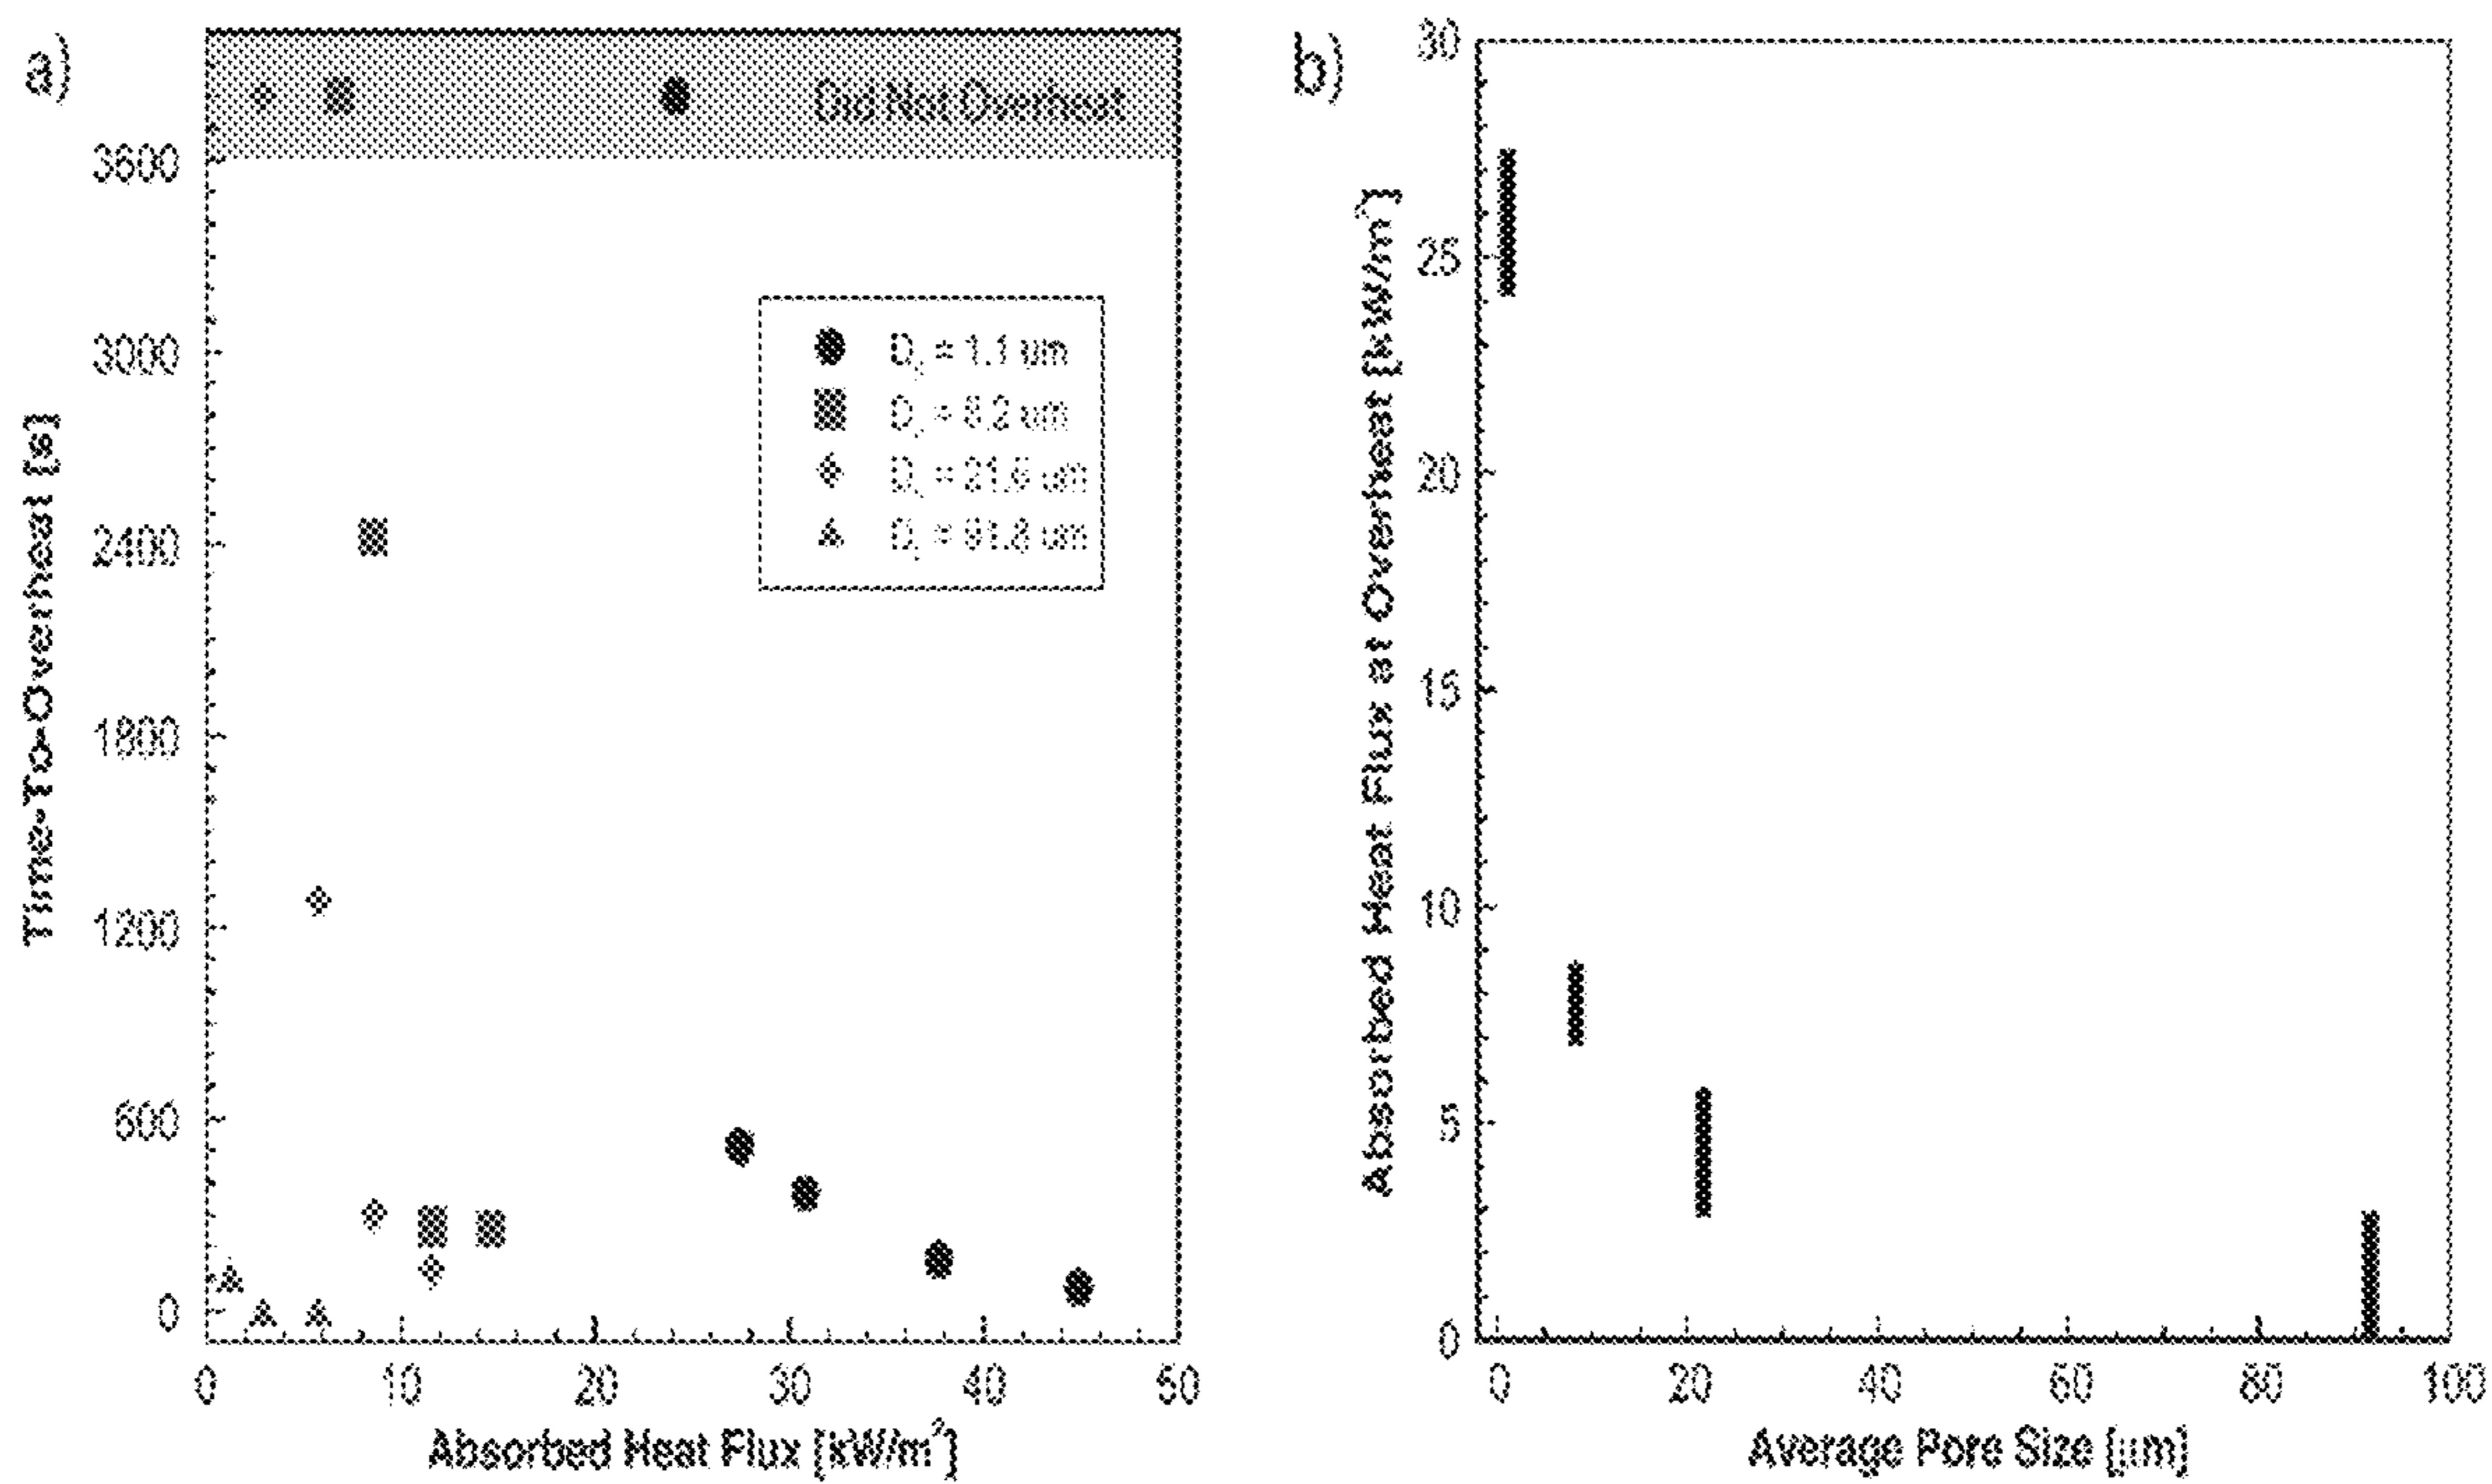 a)
Did Not Overheat
3600
3000
2400
1800
1200
600
0
Time-To-Overheat [s]
D = 1.1 um
D = 8.2 um
D = 21.6 um
D = 91.8 um
0 10 20 30 40 50
Absorbed Heat Flux [kW/m²]
b)
30
25
20
15
10
5
0
Absorbed Heat Flux at Overheat [kW/m²]
0 20 40 60 80 100
Average Pore Size [μm]